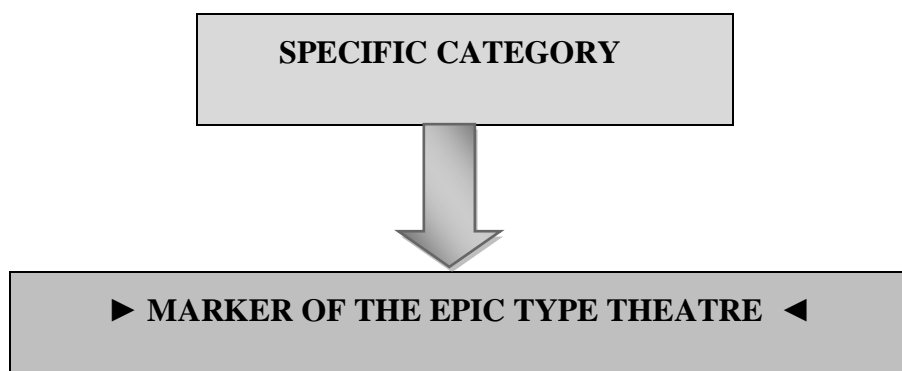 SPECIFIC CATEGORY
► MARKER OF THE EPIC TYPE THEATRE ◄